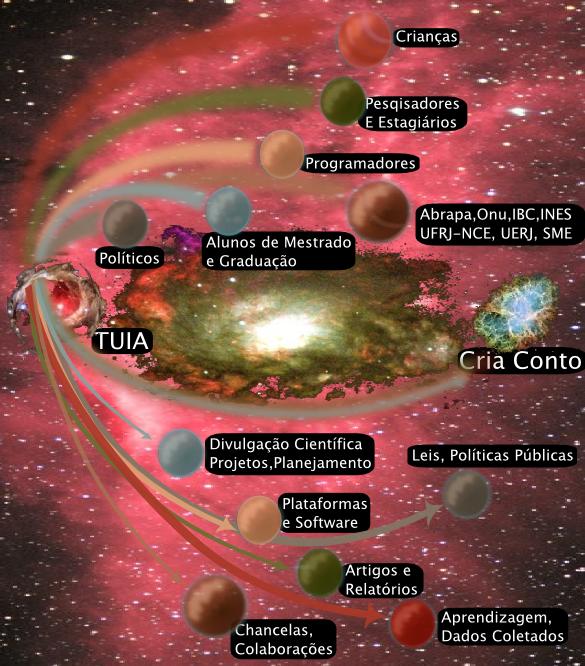 Crianças
Pesqisadores
E Estagiários
Programadores
Abrapa,Onu,IBC,INES
UFRJ-NCE, UERJ, SME
Alunos de Mestrado
e Graduação
Políticos
TUIA
Cria Conto
Divulgação Científica
Projetos,Planejamento
Leis, Políticas Públicas
Plataformas
e Software
Artigos e
Relatórios
Aprendizagem,
Dados Coletados
Chancelas,
Colaborações